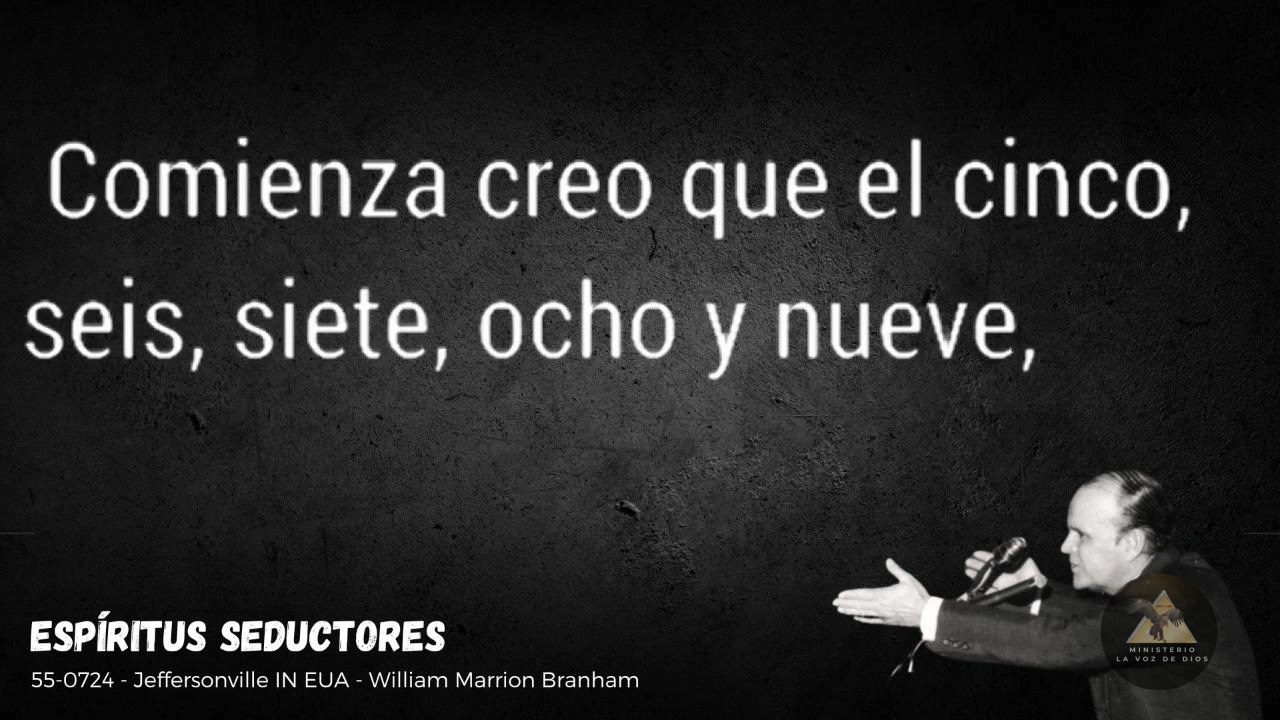 Comienza creo que el cinco,
seis, siete, ocho y nueve,
ESPÍRITUS SEDUCTORES
55-0724 - Jeffersonville IN EUA - William Marrion Branham
MINISTERIO
LA VOZ DE DIOS